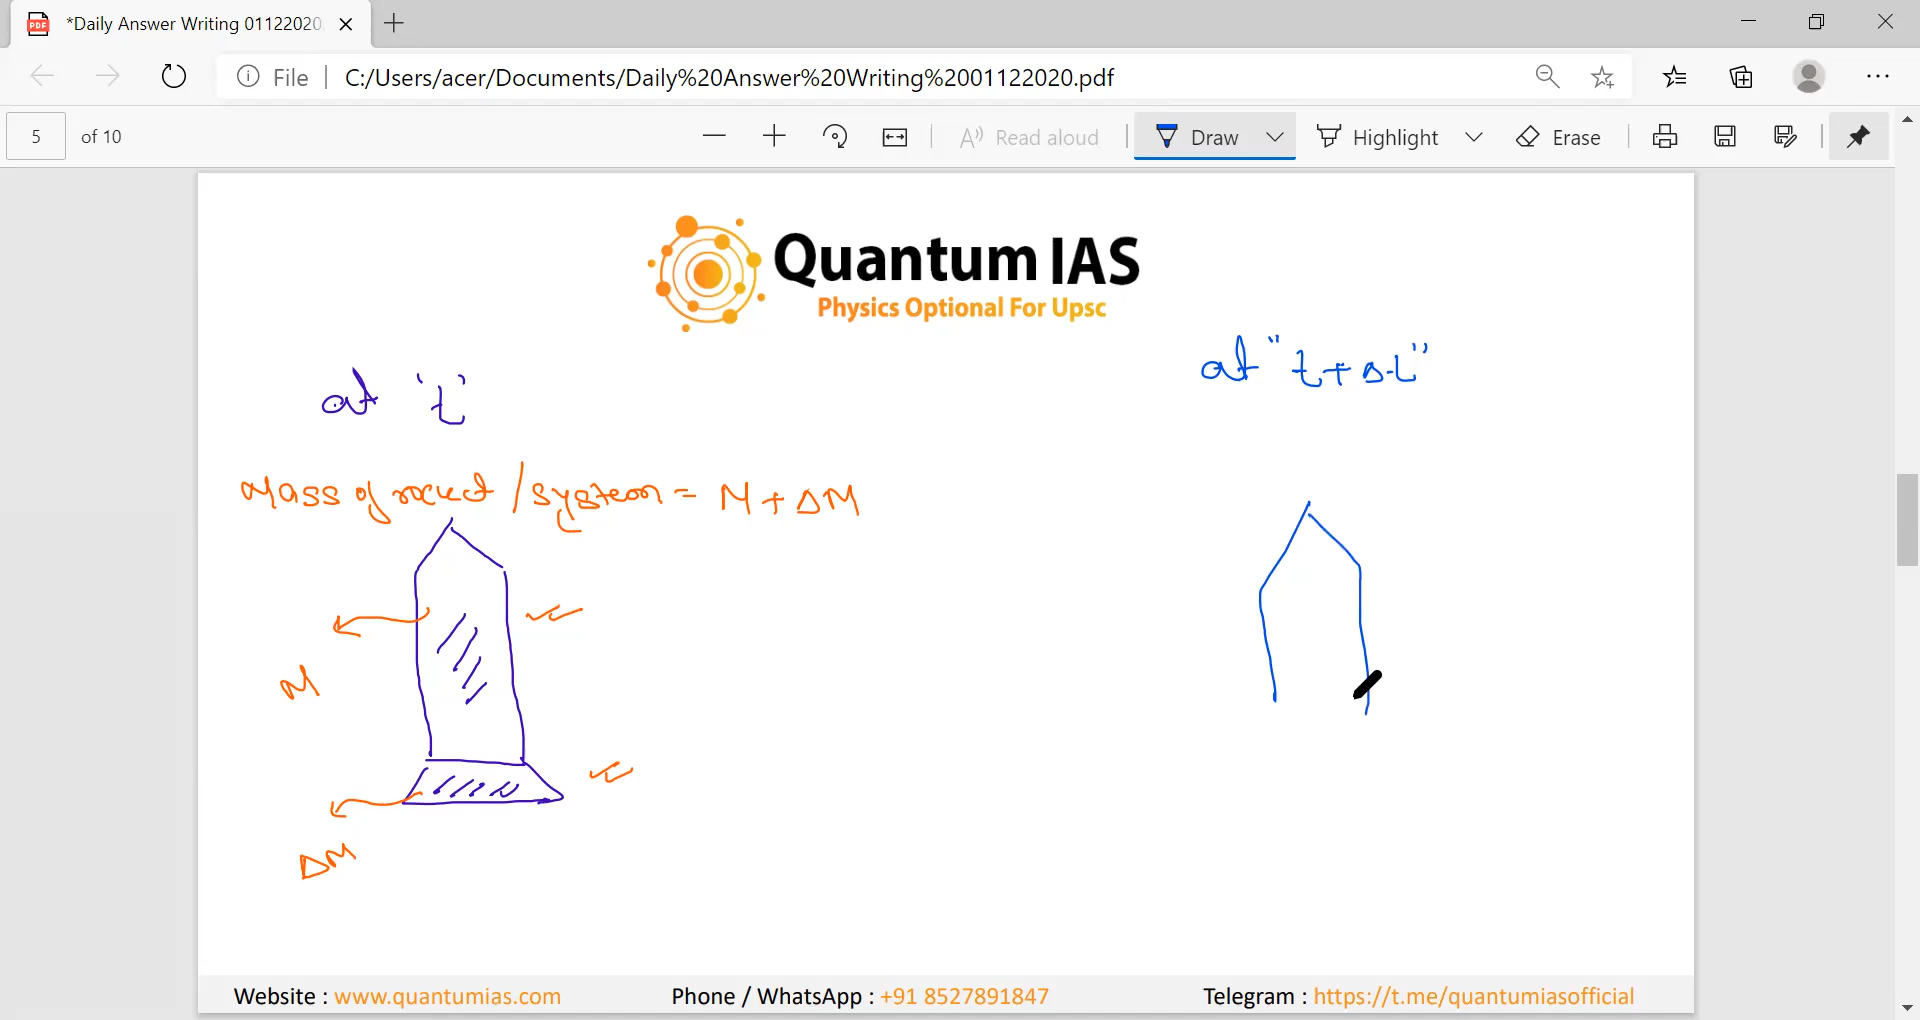 *Daily Answer Writing 01122020
File
C:/Users/acer/Documents/Daily%20Answer%20Writing%2001122020.pdf
5 of 10
Read aloud
Draw
Highlight
Erase
Quantum IAS
Physics Optional For Upsc
at 't'
at "t+Δt"
Mass of rocket / system = M + ΔM
M
ΔM
Website : www.quantumias.com
Phone / WhatsApp : +91 8527891847
Telegram : https://t.me/quantumiasofficial